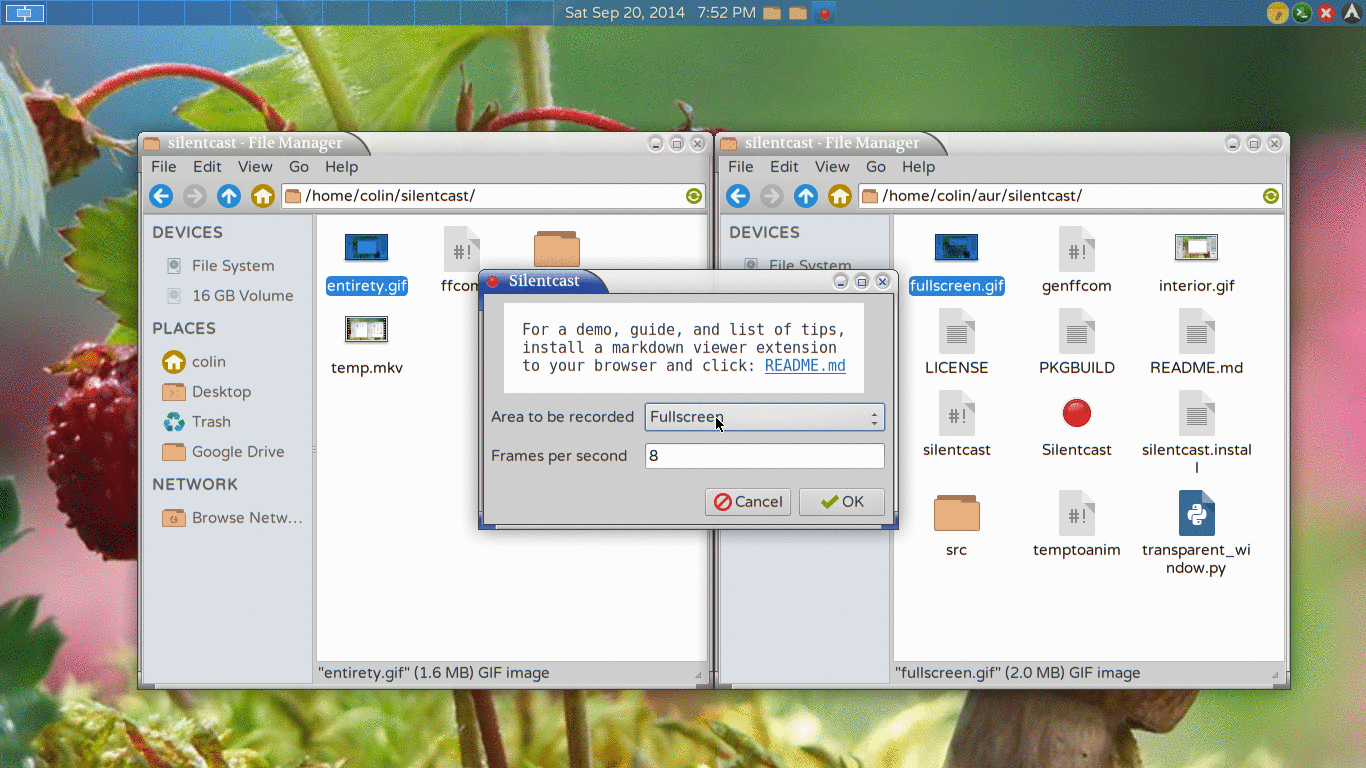 Sat Sep 20, 2014 7:52 PM
silentcast - File Manager
File Edit View Go Help
/home/colin/silentcast/
DEVICES
File System
16 GB Volume
PLACES
colin
Desktop
Trash
Google Drive
NETWORK
Browse Netw...
entirety.gif
#!
temp.mkv
"entirety.gif" (1.6 MB) GIF image
silentcast - File Manager
File Edit View Go Help
/home/colin/aur/silentcast/
DEVICES
File System
#!
fullscreen.gif genffcom interior.gif
LICENSE PKGBUILD README.md
#!
silentcast Silentcast silentcast.instal
l
#!
src temptoanim transparent_wi
ndow.py
"fullscreen.gif" (2.0 MB) GIF image
Silentcast
For a demo, guide, and list of tips,
install a markdown viewer extension
to your browser and click: README.md
Area to be recorded Fullscreen
Frames per second 8
Cancel OK